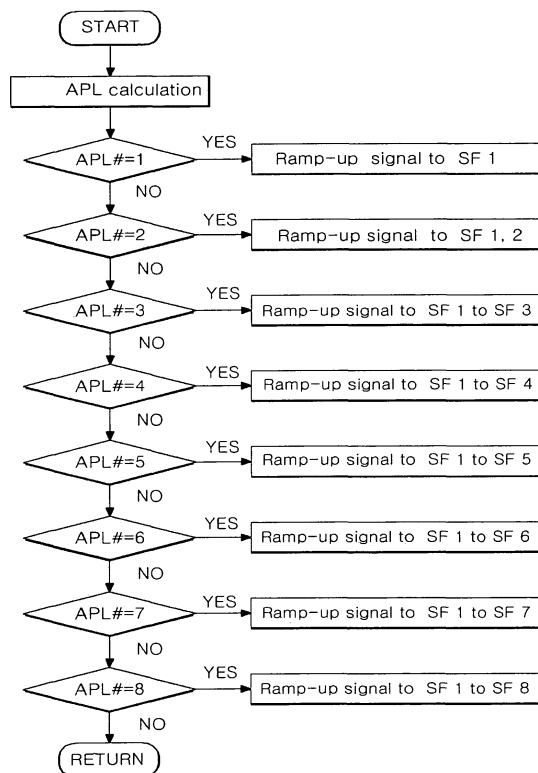 START
APL calculation
APL#=1
YES
Ramp-up signal to SF 1
NO
APL#=2
YES
Ramp-up signal to SF 1, 2
NO
APL#=3
YES
Ramp-up signal to SF 1 to SF 3
NO
APL#=4
YES
Ramp-up signal to SF 1 to SF 4
NO
APL#=5
YES
Ramp-up signal to SF 1 to SF 5
NO
APL#=6
YES
Ramp-up signal to SF 1 to SF 6
NO
APL#=7
YES
Ramp-up signal to SF 1 to SF 7
NO
APL#=8
YES
Ramp-up signal to SF 1 to SF 8
NO
RETURN